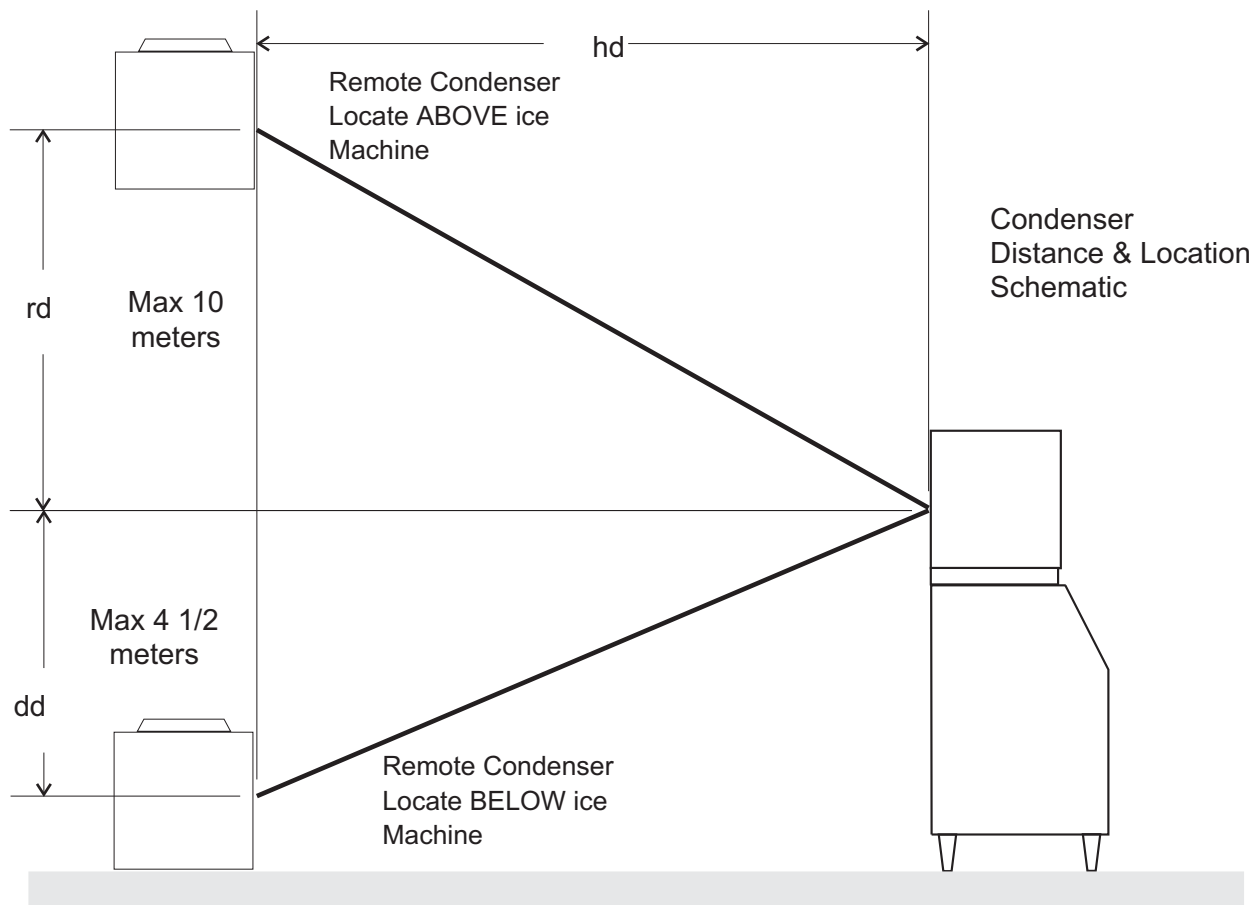 hd
Remote Condenser
Locate ABOVE ice
Machine
Condenser
Distance & Location
Schematic
rd
Max 10
meters
Max 4 1/2
meters
dd
Remote Condenser
Locate BELOW ice
Machine